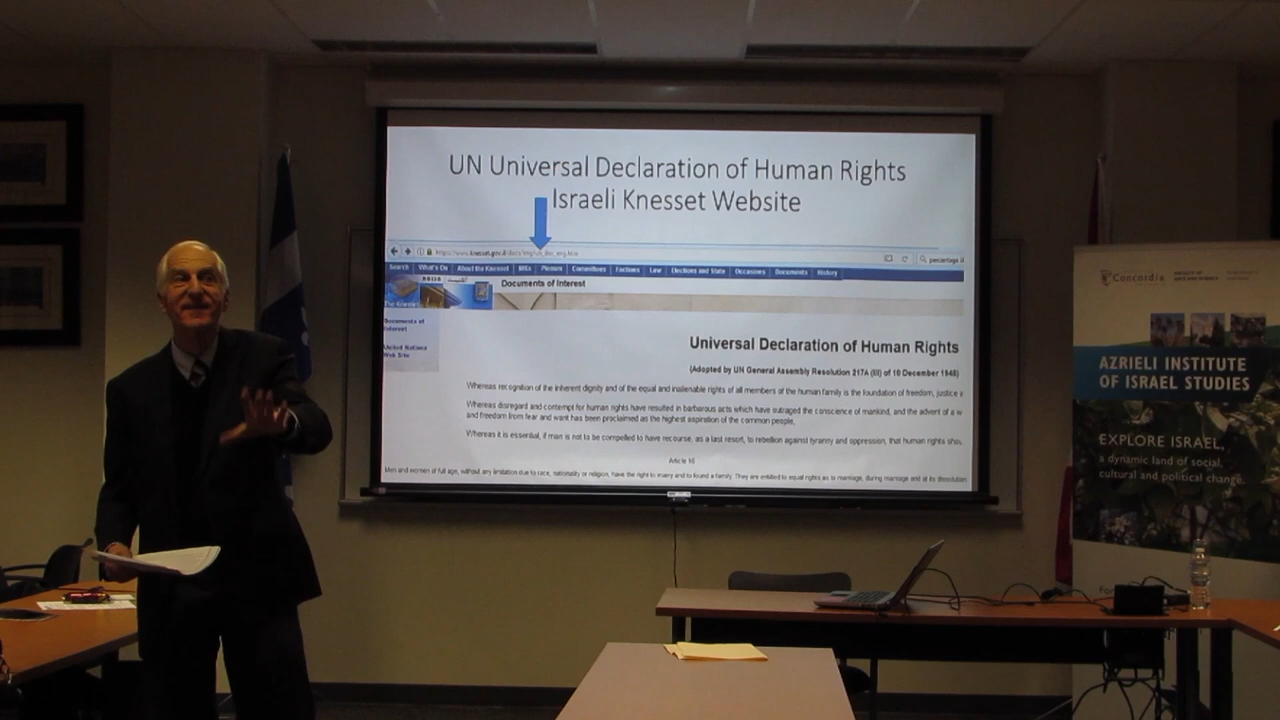 UN Universal Declaration of Human Rights
Israeli Knesset Website
Search What's On About the Knesset MKs Plenum Committees Factions Law Elections and State Occasions Documents History
Documents of Interest
The Knesset
Documents of
Interest
United Nations
Web Site
Universal Declaration of Human Rights
(Adopted by UN General Assembly Resolution 217A (III) of 10 December 1948)
Whereas recognition of the inherent dignity and of the equal and inalienable rights of all members of the human family is the foundation of freedom, justice
Whereas disregard and contempt for human rights have resulted in barbarous acts which have outraged the conscience of mankind, and the advent of a w
and freedom from fear and want has been proclaimed as the highest aspiration of the common people,
Whereas it is essential, if man is not to be compelled to have recourse, as a last resort, to rebellion against tyranny and oppression, that human rights
Article 16
Men and women of full age, without any limitation due to race, nationality or religion, have the right to marry and to found a family. They are entitled to equal rights as to marriage, during marriage and at its dissolution
Concordia
AZRIELI INSTITUTE
OF ISRAEL STUDIES
EXPLORE ISRAEL,
a dynamic land of social,
cultural and political change.